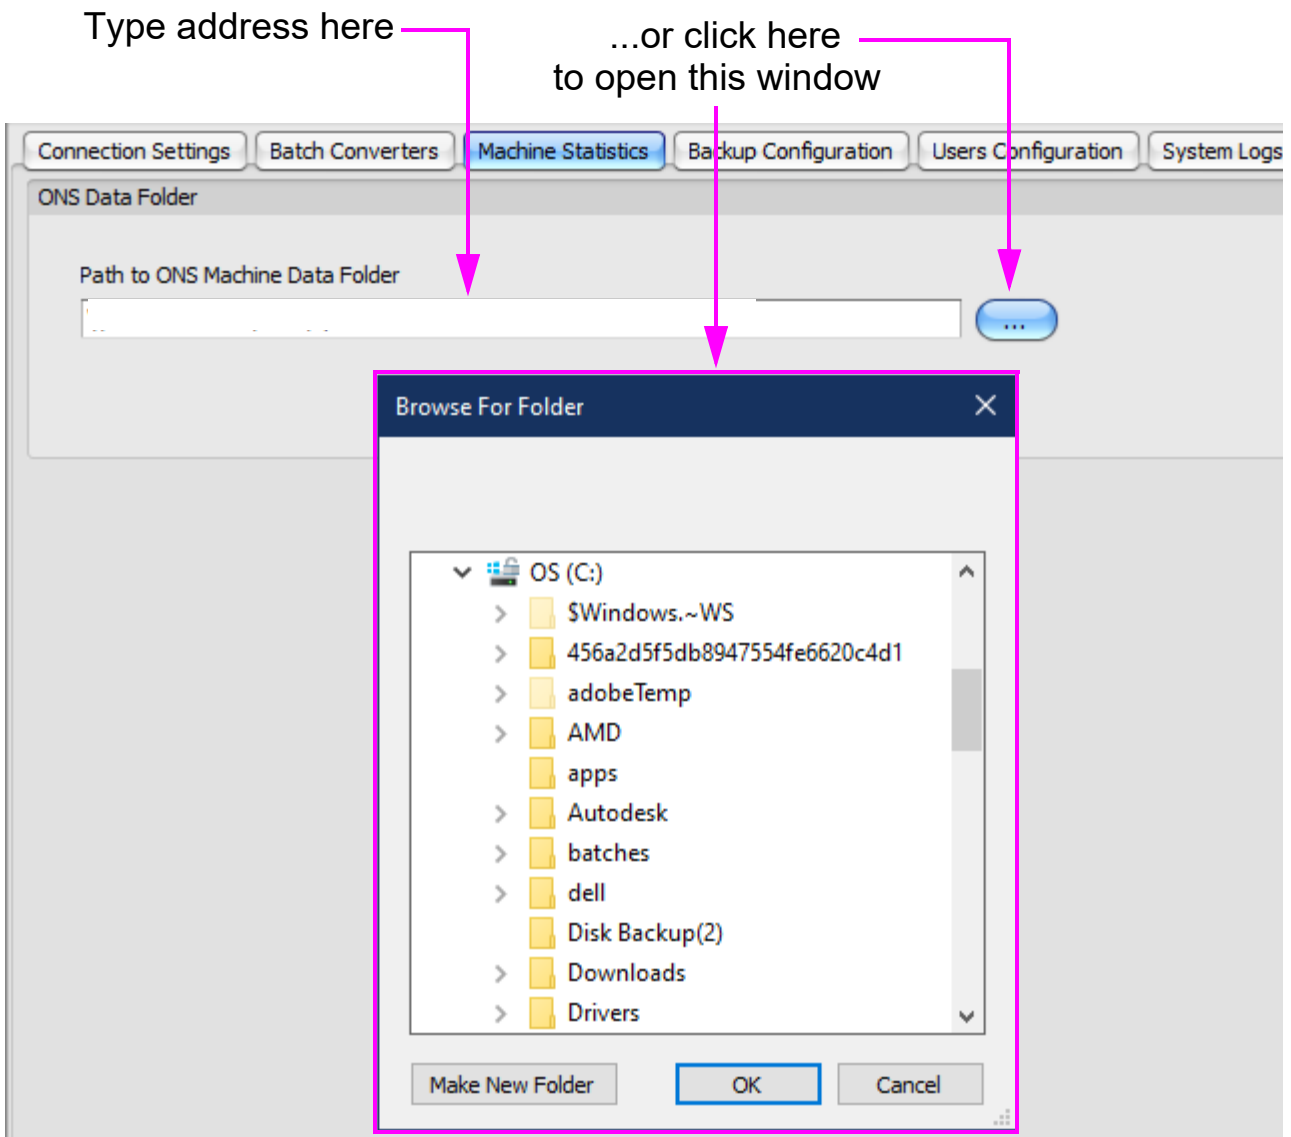 Type address here
...or click here
to open this window
Connection Settings Batch Converters Machine Statistics Backup Configuration Users Configuration System Logs
ONS Data Folder
Path to ONS Machine Data Folder
...
Browse For Folder
OS (C:)
$Windows.~WS
456a2d5f5db8947554fe6620c4d1
adobeTemp
AMD
apps
Autodesk
batches
dell
Disk Backup(2)
Downloads
Drivers
Make New Folder OK Cancel